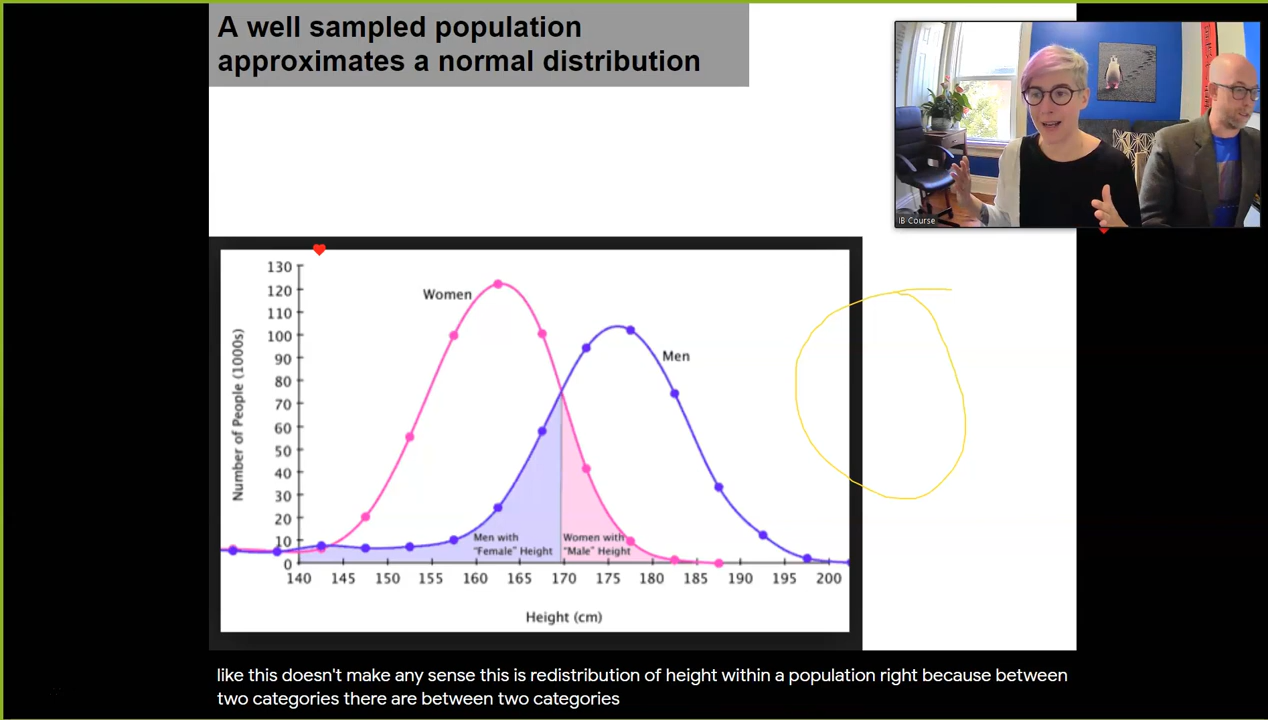 A well sampled population
approximates a normal distribution
IB Course
130
120
110
100
90
80
70
60
50
40
30
20
10
0
Number of People (1000s)
Women
Men
Men with
"Female" Height
Women with
"Male" Height
140 145 150 155 160 165 170 175 180 185 190 195 200
Height (cm)
like this doesn't make any sense this is redistribution of height within a population right because between
two categories there are between two categories